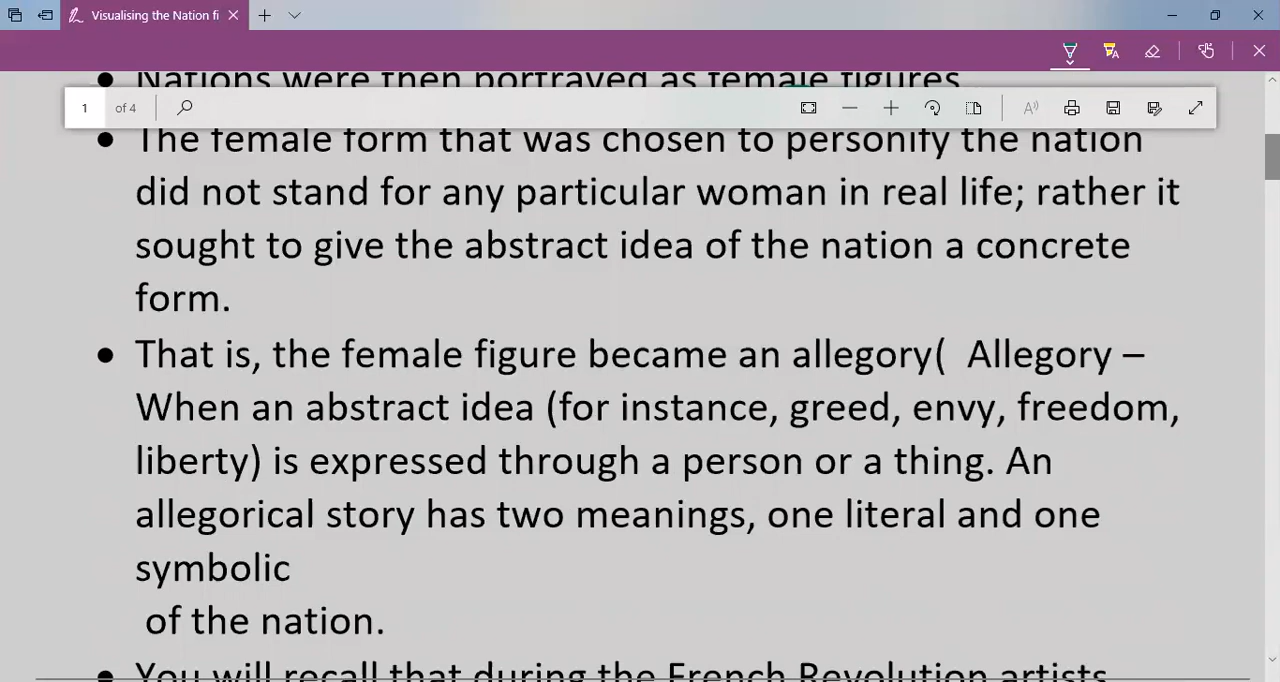 Visualising the Nation fi
Nations were then portrayed as female figures
1 of 4
• The female form that was chosen to personify the nation
did not stand for any particular woman in real life; rather it
sought to give the abstract idea of the nation a concrete
form.
• That is, the female figure became an allegory(  Allegory –
When an abstract idea (for instance, greed, envy, freedom,
liberty) is expressed through a person or a thing. An
allegorical story has two meanings, one literal and one
symbolic
of the nation.
• You will recall that during the French Revolution artists